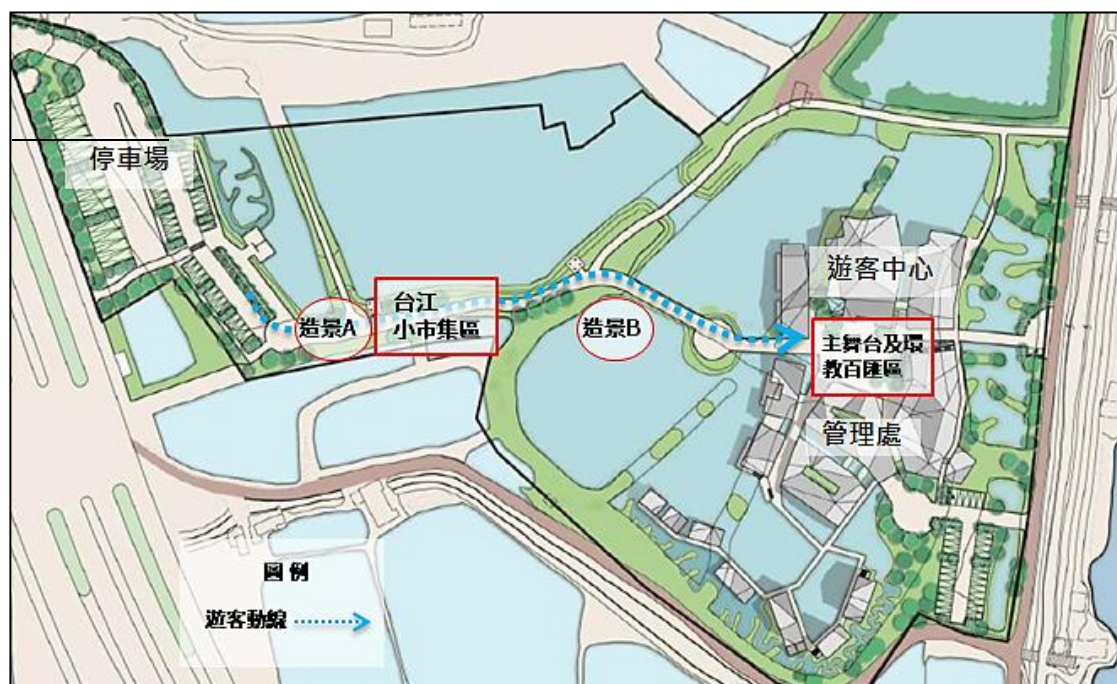 停車場
遊客中心
台江
小市集區
造景A
造景B
主舞台及環
教百匯區
管理處
圖例
遊客動線